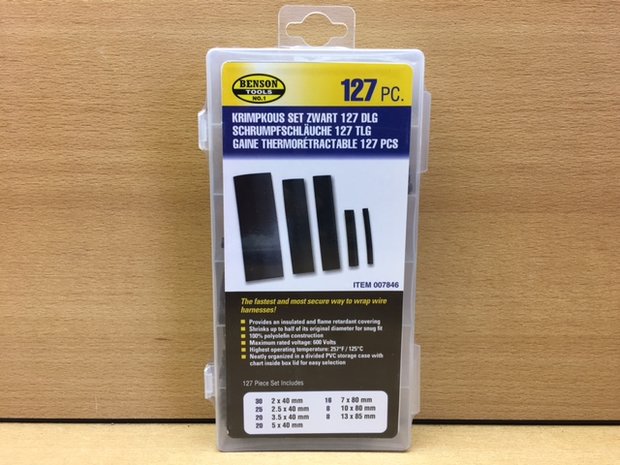 BENSON
TOOLS
NO.1
127 PC.
KRIMPKOUS SET ZWART 127 DLG
SCHRUMPFSCHLÄUCHE 127 TLG
GAINE THERMORÉTRACTABLE 127 PCS
ITEM 007846
The fastest and most secure way to wrap wire
harnesses!
Provides an insulated and flame retardant covering
Shrinks up to half of its original diameter for snug fit
100% polyolefin construction
Maximum rated voltage: 600 Volts
Highest operating temperature: 257°F / 125°C
Neatly organized in a divided PVC storage case with
chart inside box lid for easy selection
127 Piece Set Includes
30 2 x 40 mm 16 7 x 80 mm
25 2.5 x 40 mm 8 10 x 80 mm
20 3.5 x 40 mm 8 13 x 85 mm
20 5 x 40 mm